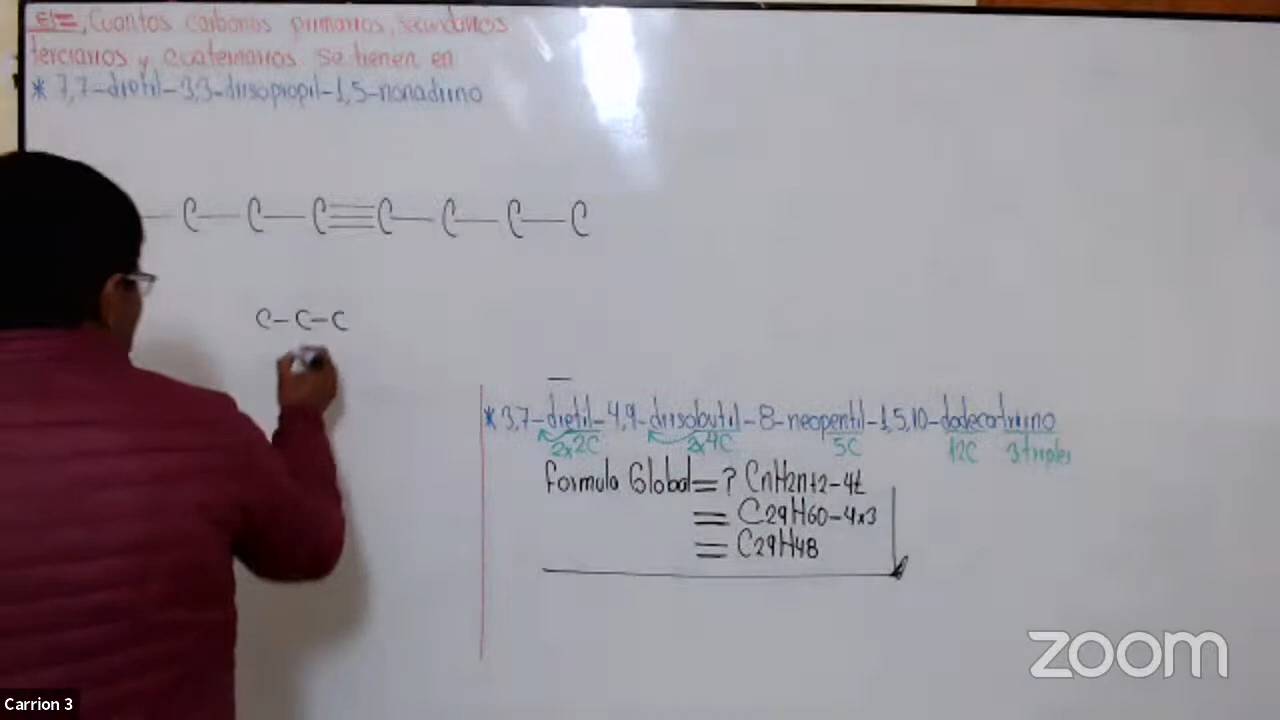 Ej=, Cuantos carbonos primarios, secundarios
terciarios y cuaternarios se tienen en
* 7,7-dietil-3,3-diisopropil-1,5-nonadiino
C—C—C≡C—C—C—C
C-C-C
* 3,7-dietil-4,9-diisobutil-8-neopentil-1,5,10-dodecatriino
2x2C 2x4C 5C 12C 3 triples
Formula Global=? CnH2n+2-4t
= C29H60-4x3
= C29H48
zoom
Carrion 3